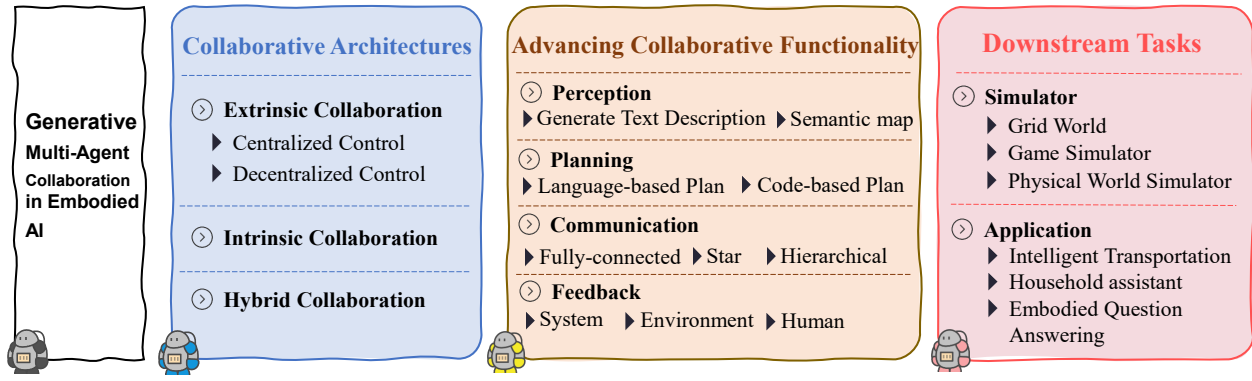 Generative
Multi-Agent
Collaboration
in Embodied
AI
Collaborative Architectures
Extrinsic Collaboration
Centralized Control
Decentralized Control
Intrinsic Collaboration
Hybrid Collaboration
Advancing Collaborative Functionality
Perception
Generate Text Description Semantic map
Planning
Language-based Plan Code-based Plan
Communication
Fully-connected Star Hierarchical
Feedback
System Environment Human
Downstream Tasks
Simulator
Grid World
Game Simulator
Physical World Simulator
Application
Intelligent Transportation
Household assistant
Embodied Question
Answering